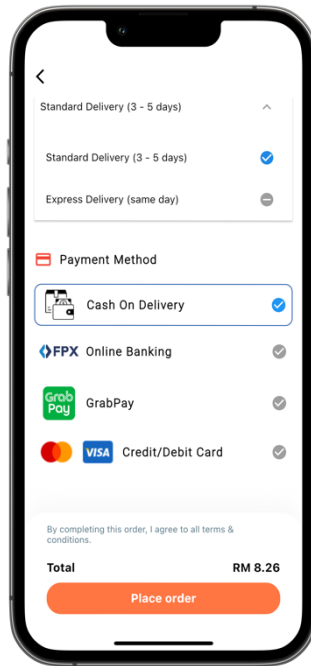 Standard Delivery (3 - 5 days)
Standard Delivery (3 - 5 days)
Express Delivery (same day)
Payment Method
Cash On Delivery
FPX Online Banking
Grab
Pay GrabPay
VISA Credit/Debit Card
By completing this order, I agree to all terms &
conditions.
Total RM 8.26
Place order